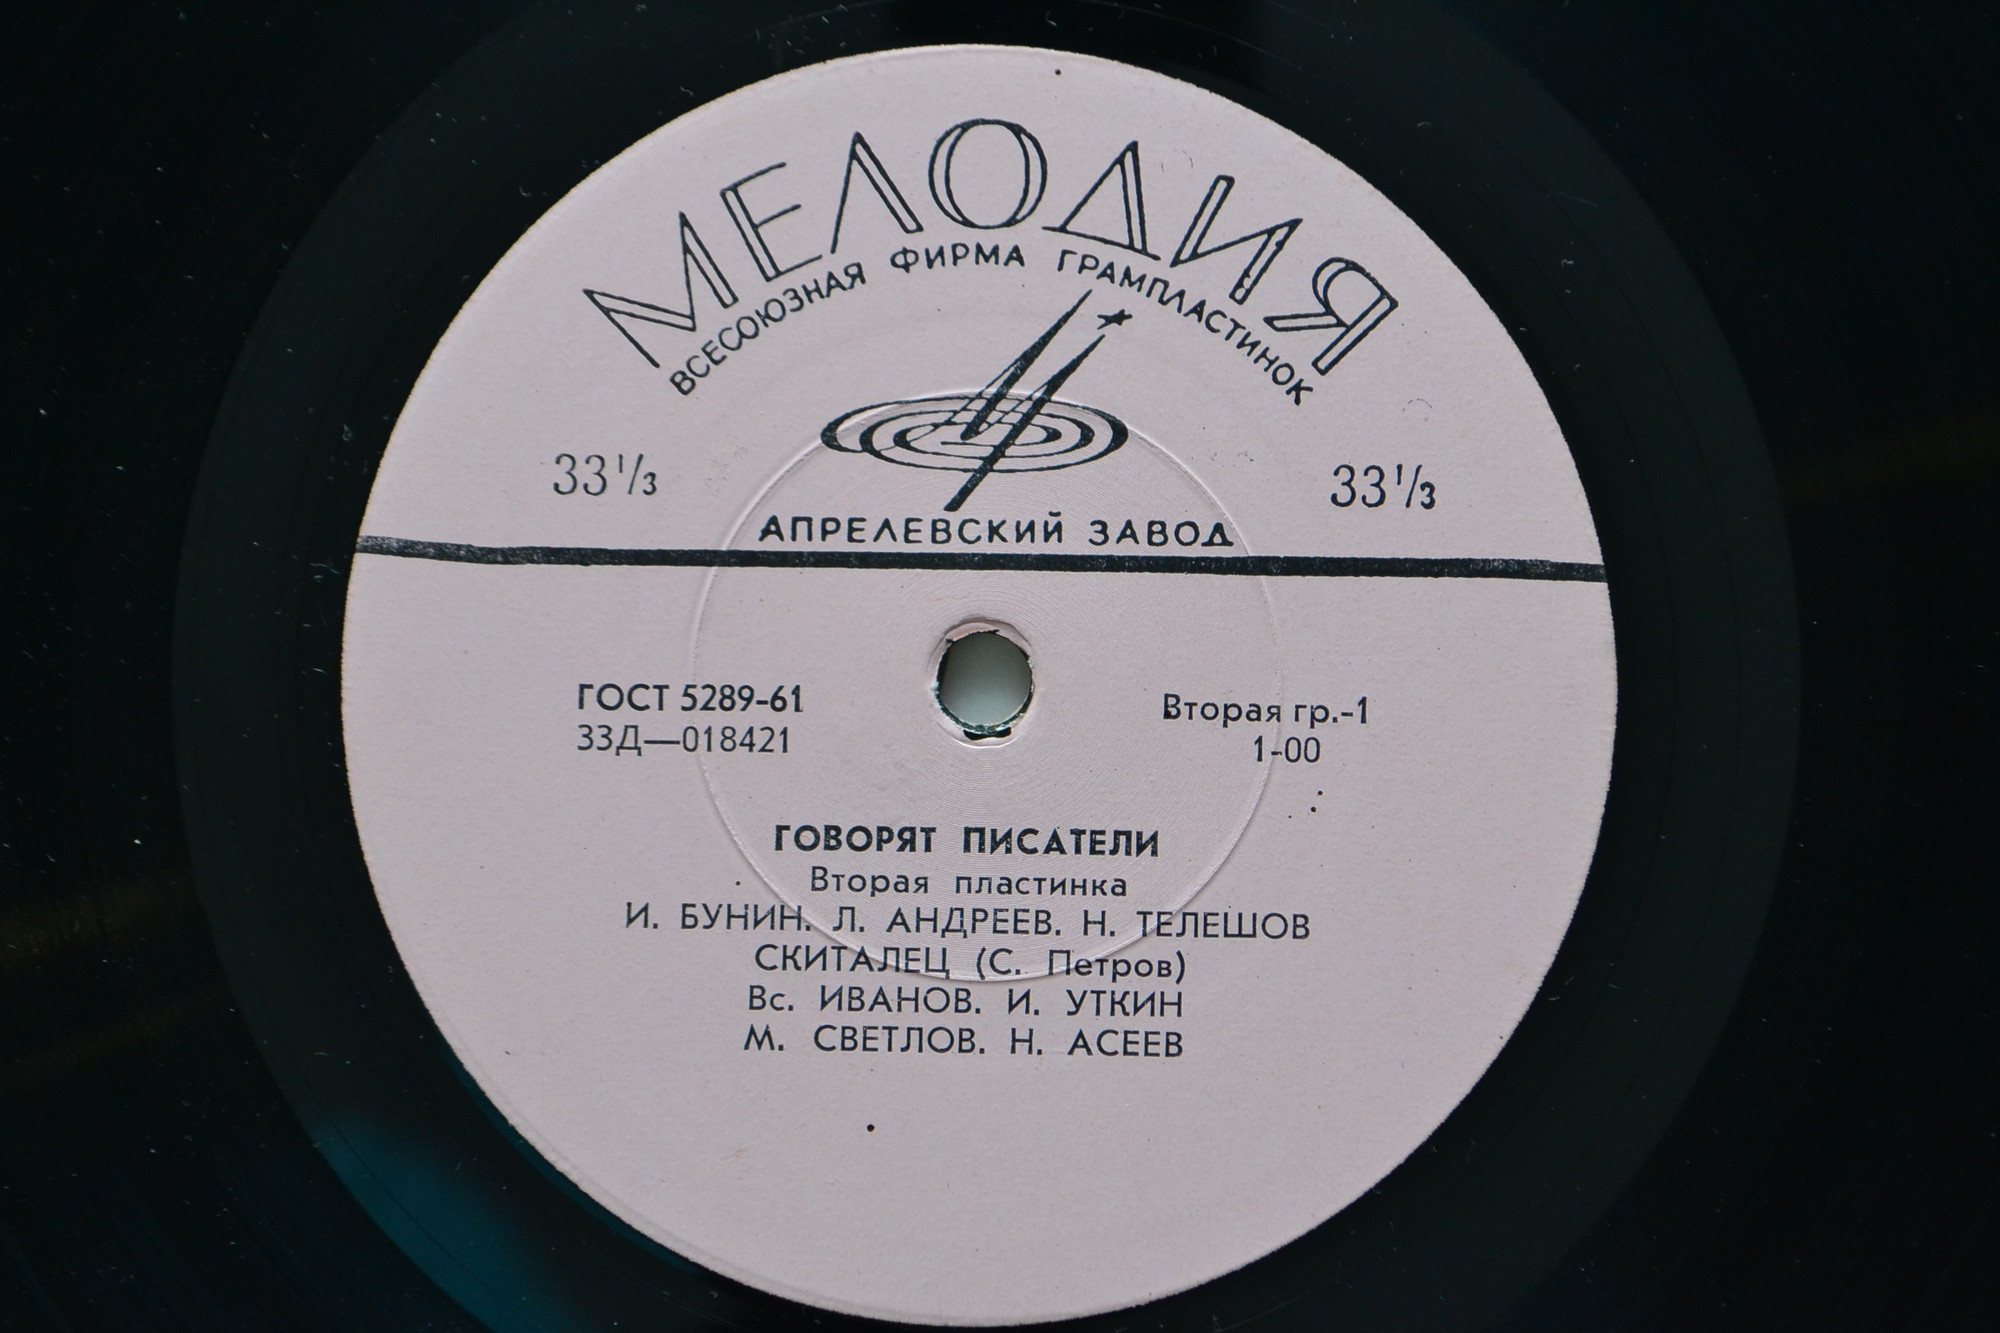 МЕЛОДИЯ
ВСЕСОЮЗНАЯ ФИРМА ГРАМПЛАСТИНОК
33⅓ 33⅓
АПРЕЛЕВСКИЙ ЗАВОД
ГОСТ 5289-61 Вторая гр.-1
33Д—018421 1-00
ГОВОРЯТ ПИСАТЕЛИ
Вторая пластинка
И. БУНИН. Л. АНДРЕЕВ. Н. ТЕЛЕШОВ
СКИТАЛЕЦ (С. Петров)
Вс. ИВАНОВ. И. УТКИН
М. СВЕТЛОВ. Н. АСЕЕВ